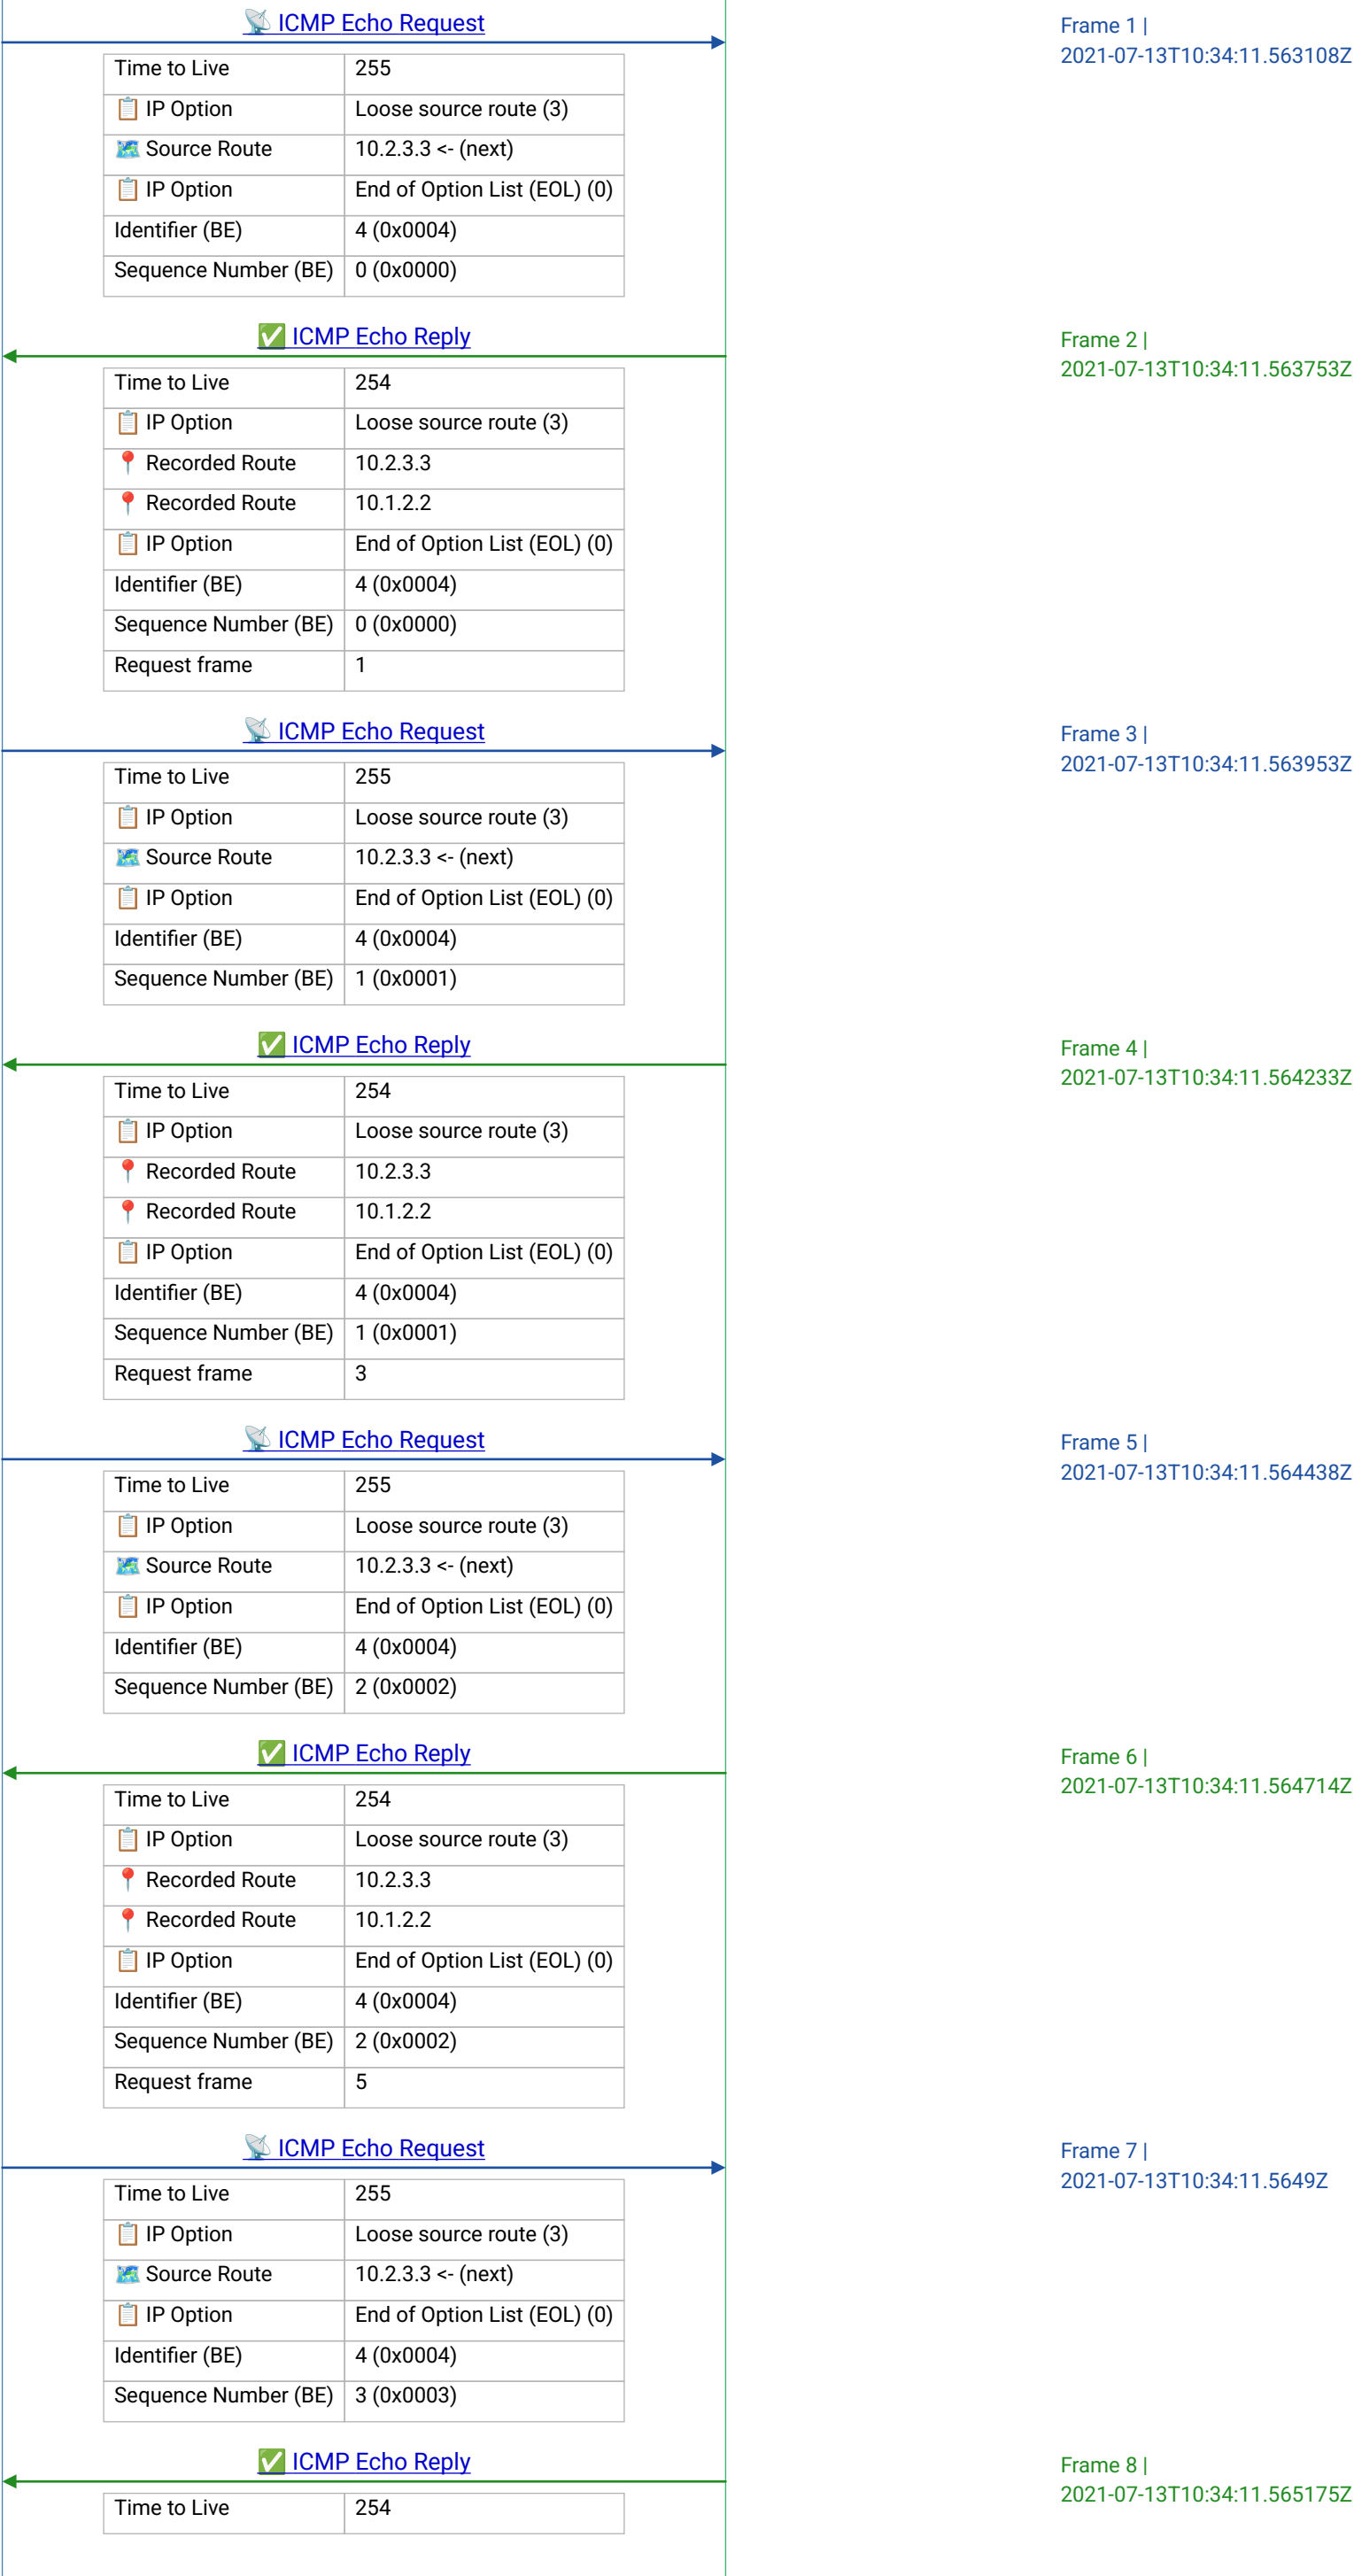 📡 ICMP Echo Request
Frame 1 |
2021-07-13T10:34:11.563108Z
Time to Live 255
📋 IP Option Loose source route (3)
🗺️ Source Route 10.2.3.3 <- (next)
📋 IP Option End of Option List (EOL) (0)
Identifier (BE) 4 (0x0004)
Sequence Number (BE) 0 (0x0000)
✅ ICMP Echo Reply
Frame 2 |
2021-07-13T10:34:11.563753Z
Time to Live 254
📋 IP Option Loose source route (3)
📍 Recorded Route 10.2.3.3
📍 Recorded Route 10.1.2.2
📋 IP Option End of Option List (EOL) (0)
Identifier (BE) 4 (0x0004)
Sequence Number (BE) 0 (0x0000)
Request frame 1
📡 ICMP Echo Request
Frame 3 |
2021-07-13T10:34:11.563953Z
Time to Live 255
📋 IP Option Loose source route (3)
🗺️ Source Route 10.2.3.3 <- (next)
📋 IP Option End of Option List (EOL) (0)
Identifier (BE) 4 (0x0004)
Sequence Number (BE) 1 (0x0001)
✅ ICMP Echo Reply
Frame 4 |
2021-07-13T10:34:11.564233Z
Time to Live 254
📋 IP Option Loose source route (3)
📍 Recorded Route 10.2.3.3
📍 Recorded Route 10.1.2.2
📋 IP Option End of Option List (EOL) (0)
Identifier (BE) 4 (0x0004)
Sequence Number (BE) 1 (0x0001)
Request frame 3
📡 ICMP Echo Request
Frame 5 |
2021-07-13T10:34:11.564438Z
Time to Live 255
📋 IP Option Loose source route (3)
🗺️ Source Route 10.2.3.3 <- (next)
📋 IP Option End of Option List (EOL) (0)
Identifier (BE) 4 (0x0004)
Sequence Number (BE) 2 (0x0002)
✅ ICMP Echo Reply
Frame 6 |
2021-07-13T10:34:11.564714Z
Time to Live 254
📋 IP Option Loose source route (3)
📍 Recorded Route 10.2.3.3
📍 Recorded Route 10.1.2.2
📋 IP Option End of Option List (EOL) (0)
Identifier (BE) 4 (0x0004)
Sequence Number (BE) 2 (0x0002)
Request frame 5
📡 ICMP Echo Request
Frame 7 |
2021-07-13T10:34:11.5649Z
Time to Live 255
📋 IP Option Loose source route (3)
🗺️ Source Route 10.2.3.3 <- (next)
📋 IP Option End of Option List (EOL) (0)
Identifier (BE) 4 (0x0004)
Sequence Number (BE) 3 (0x0003)
✅ ICMP Echo Reply
Frame 8 |
2021-07-13T10:34:11.565175Z
Time to Live 254